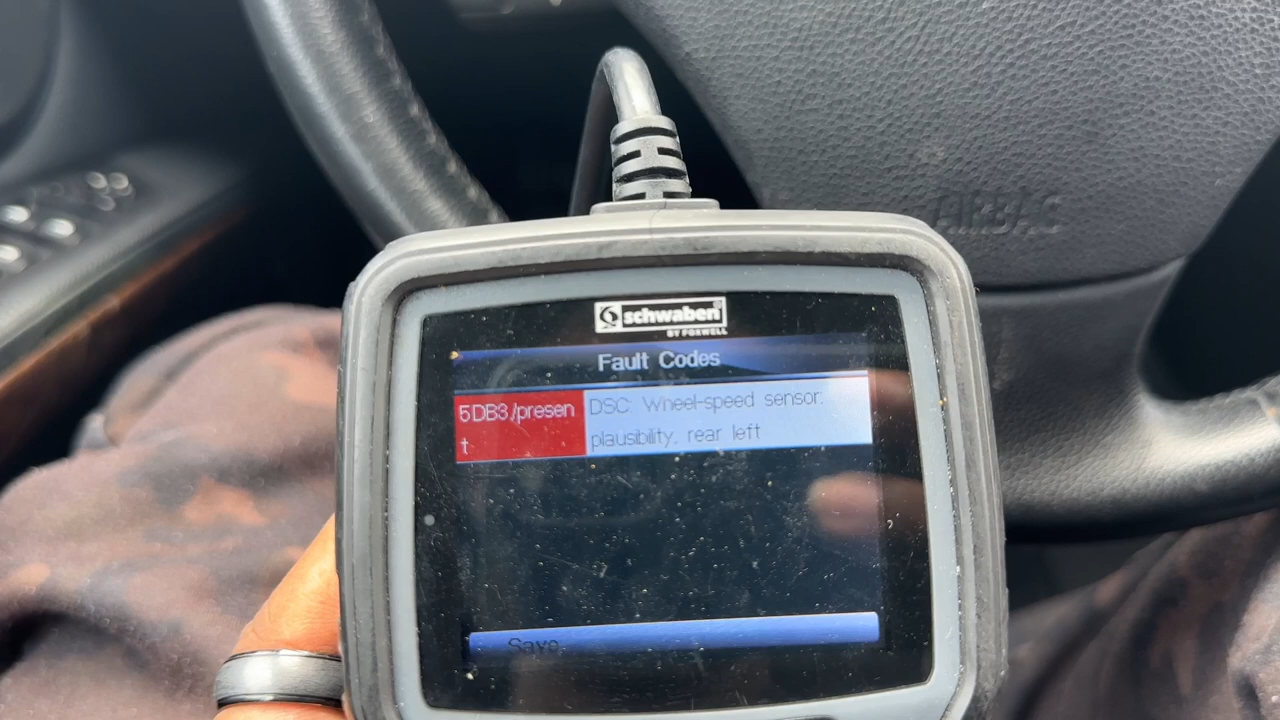 AIRBAG
schwaben
BY FOXWELL
Fault Codes
5DB3/presen
t
DSC: Wheel-speed sensor:
plausibility, rear left
Save